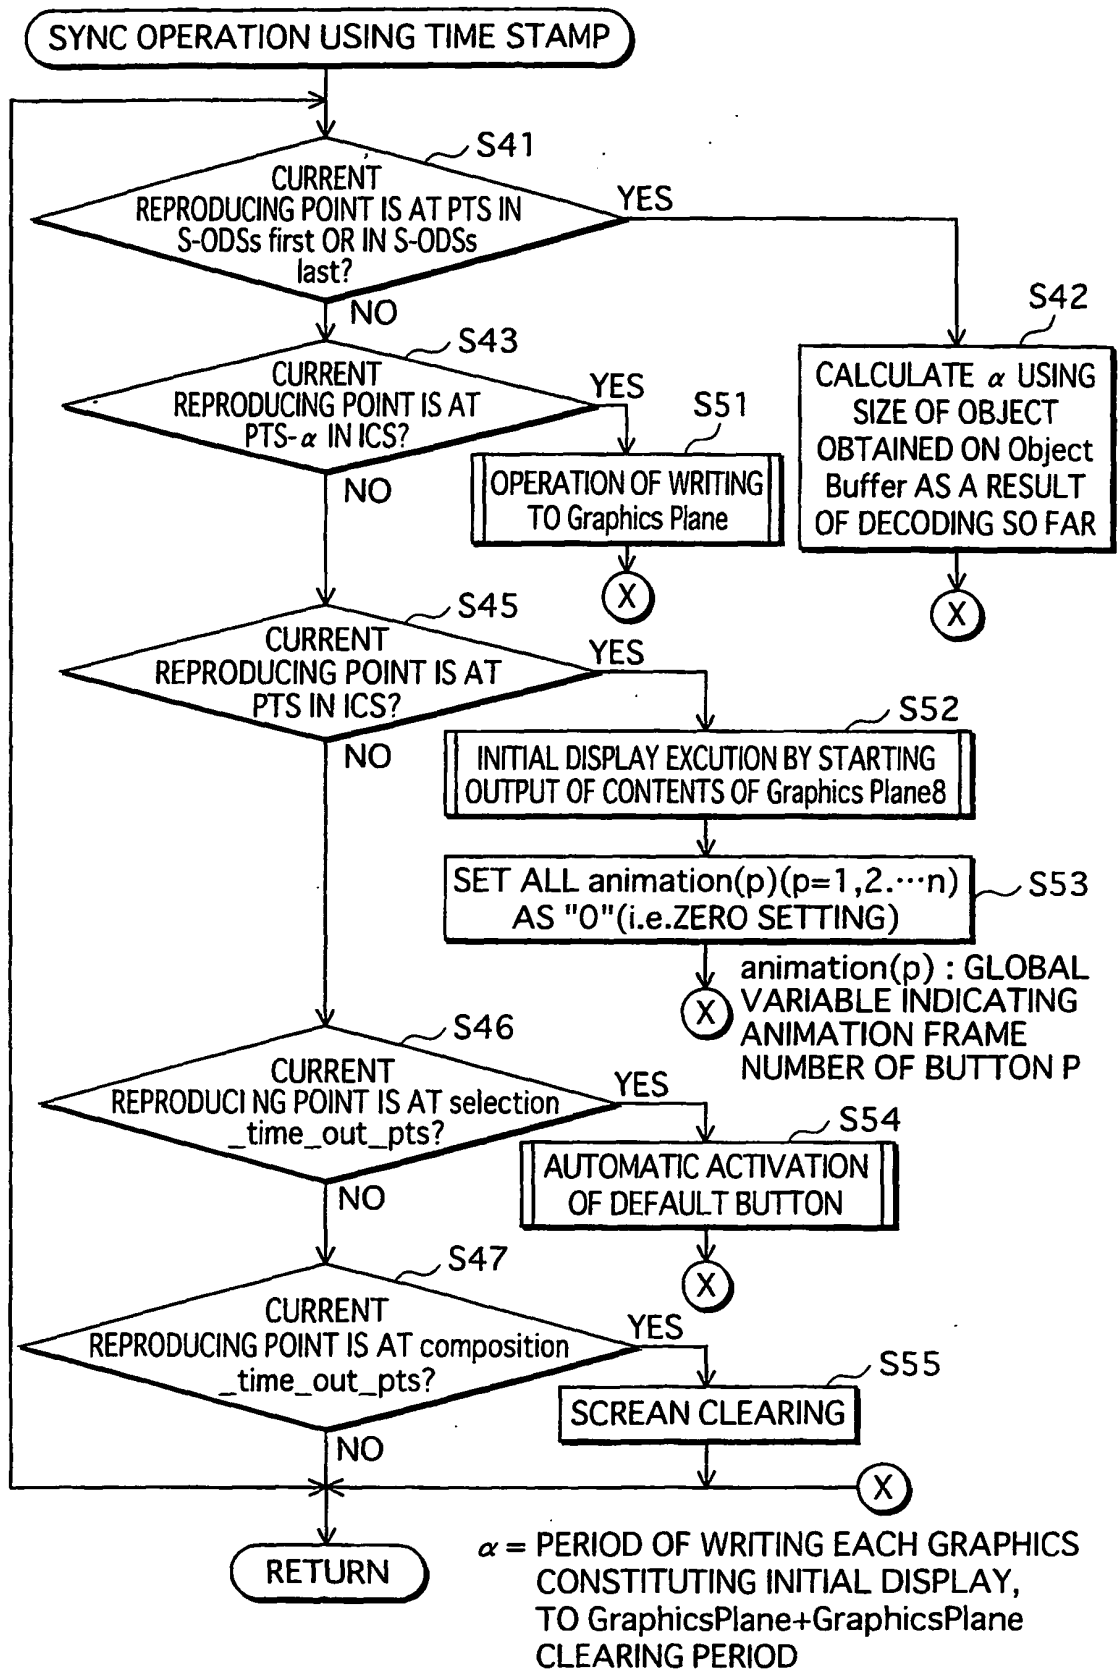 SYNC OPERATION USING TIME STAMP
S41
CURRENT
REPRODUCING POINT IS AT PTS IN
S-ODSs first OR IN S-ODSs
last?
YES
NO
S42
CALCULATE α USING
SIZE OF OBJECT
OBTAINED ON Object
Buffer AS A RESULT
OF DECODING SO FAR
X
S43
CURRENT
REPRODUCING POINT IS AT
PTS-α IN ICS?
YES
NO
S51
OPERATION OF WRITING
TO Graphics Plane
X
S45
CURRENT
REPRODUCING POINT IS AT
PTS IN ICS?
YES
NO
S52
INITIAL DISPLAY EXCUTION BY STARTING
OUTPUT OF CONTENTS OF Graphics Plane8
SET ALL animation(p)(p=1,2.···n)
AS "0"(i.e.ZERO SETTING)
S53
X
animation(p) : GLOBAL
VARIABLE INDICATING
ANIMATION FRAME
NUMBER OF BUTTON P
S46
CURRENT
REPRODUCI NG POINT IS AT selection
_time_out_pts?
YES
NO
S54
AUTOMATIC ACTIVATION
OF DEFAULT BUTTON
X
S47
CURRENT
REPRODUCING POINT IS AT composition
_time_out_pts?
YES
NO
S55
SCREAN CLEARING
X
RETURN
α = PERIOD OF WRITING EACH GRAPHICS
CONSTITUTING INITIAL DISPLAY,
TO GraphicsPlane+GraphicsPlane
CLEARING PERIOD